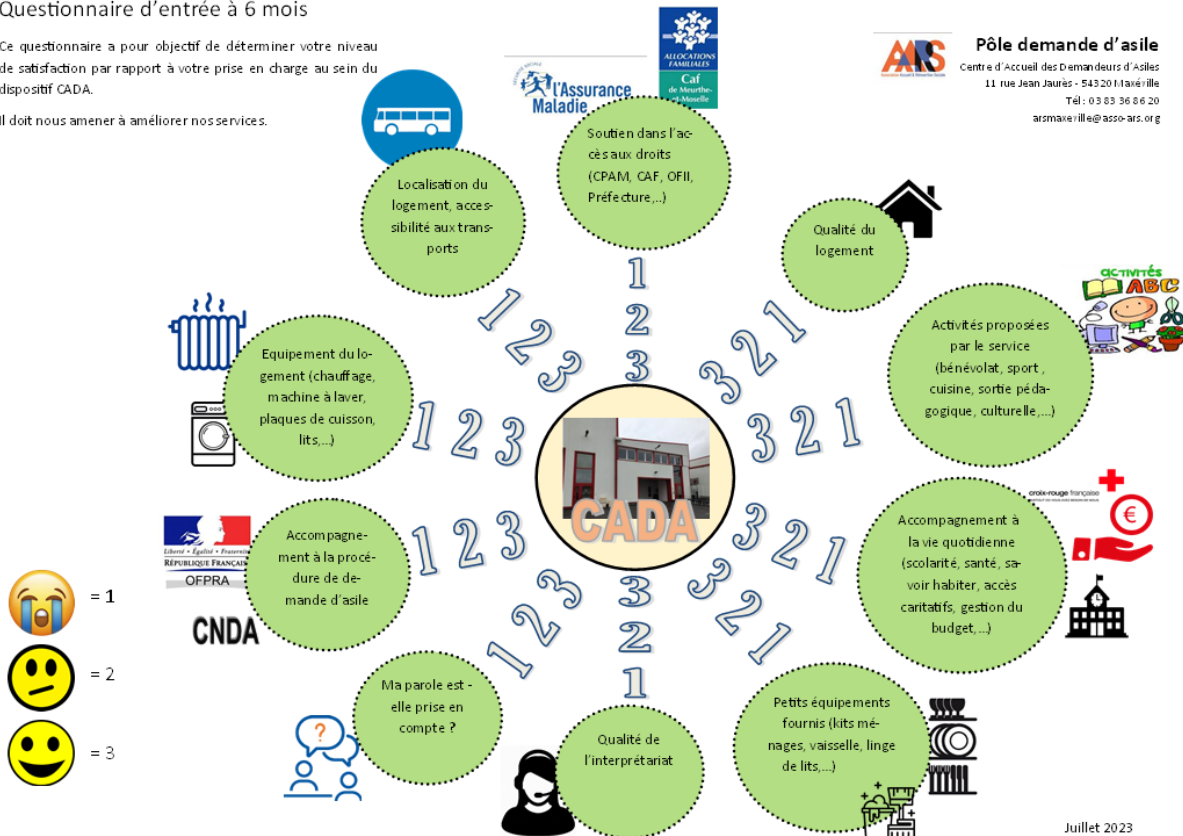 Questionnaire d'entrée à 6 mois
Ce questionnaire a pour objectif de déterminer votre niveau
de satisfaction par rapport à votre prise en charge au sein du
dispositif CADA.
Il doit nous amener à améliorer nos services.
l'Assurance
Maladie
ALLOCATIONS
FAMILIALES
Caf
de Meurthe-
et-Moselle
AARS
Pôle demande d'asile
Centre d'Accueil des Demandeurs d'Asiles
11 rue Jean Jaurès - 54320 Maxéville
Tél : 03 83 36 86 20
arsmaxeville@asso-ars.org
Soutien dans l'ac-
cès aux droits
(CPAM, CAF, OFII,
Préfecture,..)
1
2
3
Localisation du
logement, acces-
sibilité aux trans-
ports
1 2 3
Qualité du
logement
3 2 1
ACTIVITÉS
ABC
Activités proposées
par le service
(bénévolat, sport ,
cuisine, sortie péda-
gogique, culturelle,...)
3 2 1
Equipement du lo-
gement (chauffage,
machine à laver,
plaques de cuisson,
lits,...)
1 2 3
CADA
croix-rouge française
€
Accompagnement à
la vie quotidienne
(scolarité, santé, sa-
voir habiter, accès
caritatifs, gestion du
budget,...)
3 2 1
Liberté • Égalité • Fraternité
RÉPUBLIQUE FRANÇAISE
OFPRA
CNDA
Accompagne-
ment à la procé-
dure de de-
mande d'asile
1 2 3
= 1
= 2
= 3
?
Ma parole est -
elle prise en
compte ?
1 2 3
3
2
1
Qualité de
l'interprétariat
3 2 1
Petits équipements
fournis (kits mé-
nages, vaisselle, linge
de lits,...)
Juillet 2023